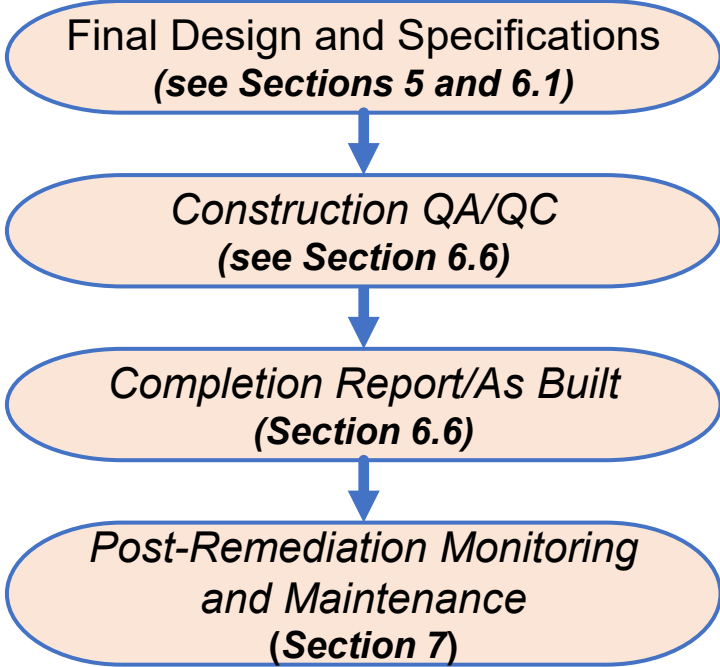 Final Design and Specifications
(see Sections 5 and 6.1)
Construction QA/QC
(see Section 6.6)
Completion Report/As Built
(Section 6.6)
Post-Remediation Monitoring
and Maintenance
(Section 7)